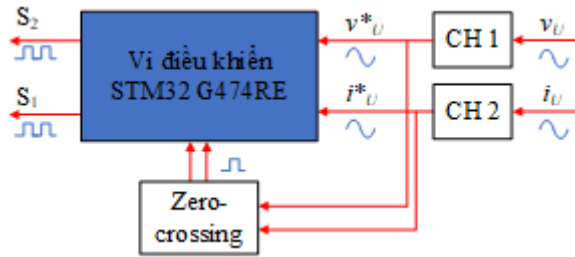 S2
S1
Vi điều khiển
STM32 G474RE
v*U
i*U
CH 1
CH 2
vU
iU
Zero-
crossing